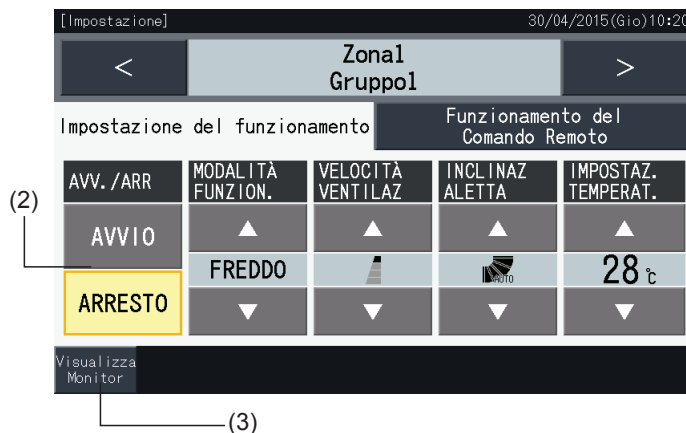 [Impostazione]
30/04/2015(Gio)10:20
<
Zona1
Gruppo1
>
Impostazione del funzionamento
Funzionamento del
Comando Remoto
AVV./ARR
MODALITÀ
FUNZION.
VELOCITÀ
VENTILAZ
INCLINAZ
ALETTA
IMPOSTAZ.
TEMPERAT.
(2)
AVVIO
FREDDO
AUTO
28℃
ARRESTO
Visualizza
Monitor
(3)